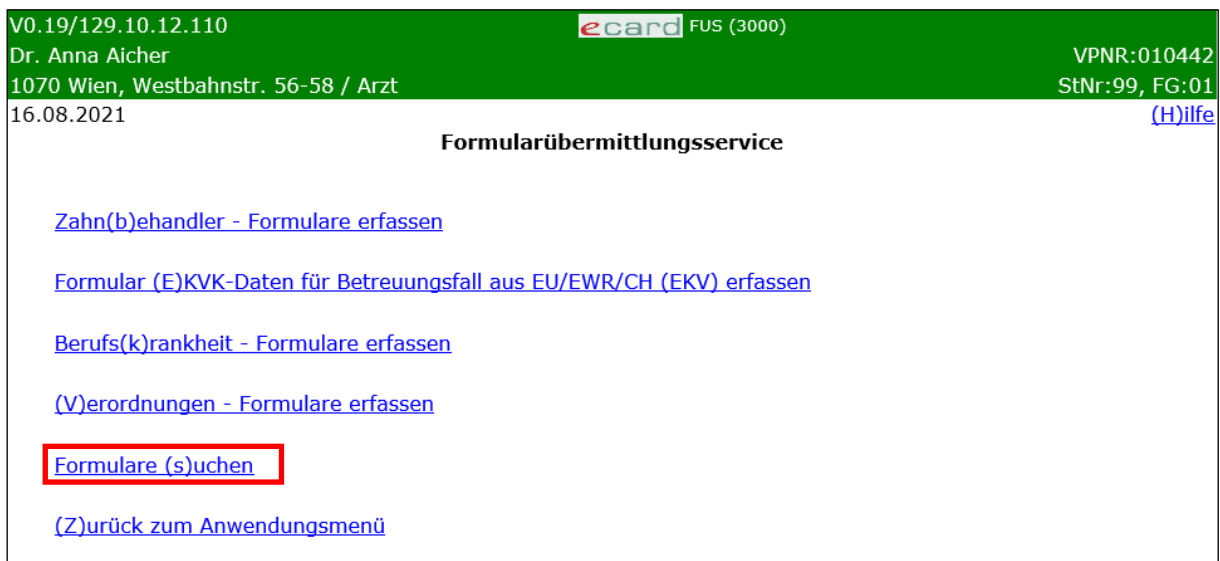 V0.19/129.10.12.110 ecard FUS (3000)
Dr. Anna Aicher VPNR:010442
1070 Wien, Westbahnstr. 56-58 / Arzt StNr:99, FG:01
16.08.2021 (H)ilfe
Formularübermittlungsservice
Zahn(b)ehandler - Formulare erfassen
Formular (E)KVK-Daten für Betreuungsfall aus EU/EWR/CH (EKV) erfassen
Berufs(k)rankheit - Formulare erfassen
(V)erordnungen - Formulare erfassen
Formulare (s)uchen
(Z)urück zum Anwendungsmenü